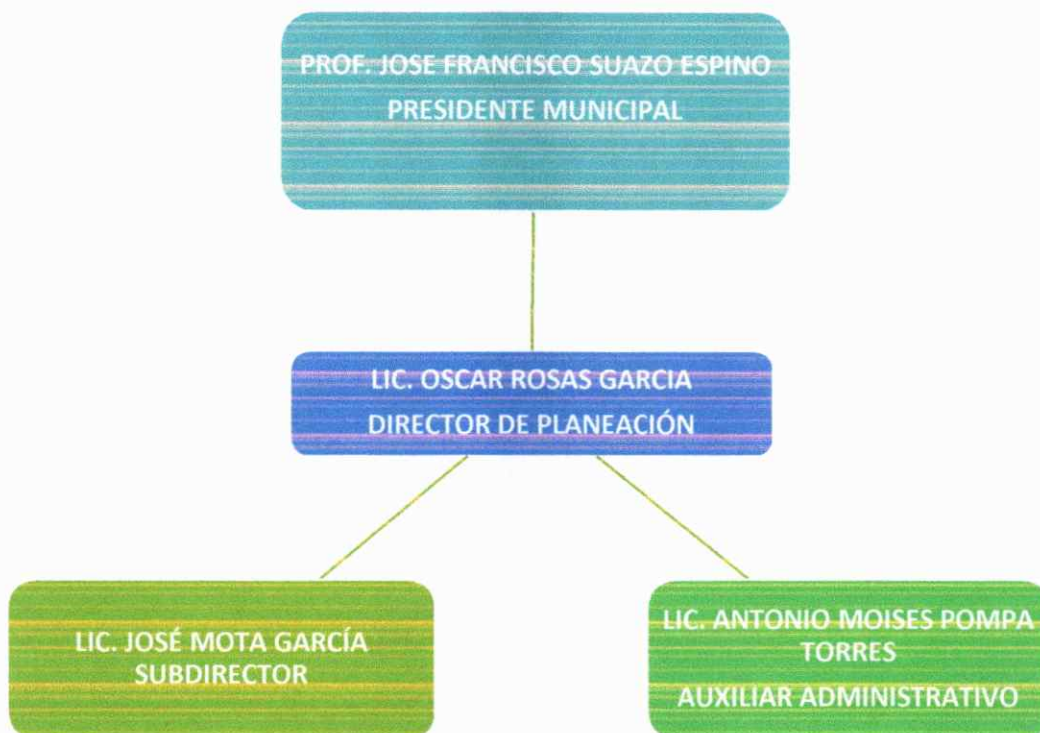 PROF. JOSE FRANCISCO SUAZO ESPINO
PRESIDENTE MUNICIPAL
LIC. OSCAR ROSAS GARCIA
DIRECTOR DE PLANEACIÓN
LIC. JOSÉ MOTA GARCÍA
SUBDIRECTOR
LIC. ANTONIO MOISES POMPA
TORRES
AUXILIAR ADMINISTRATIVO